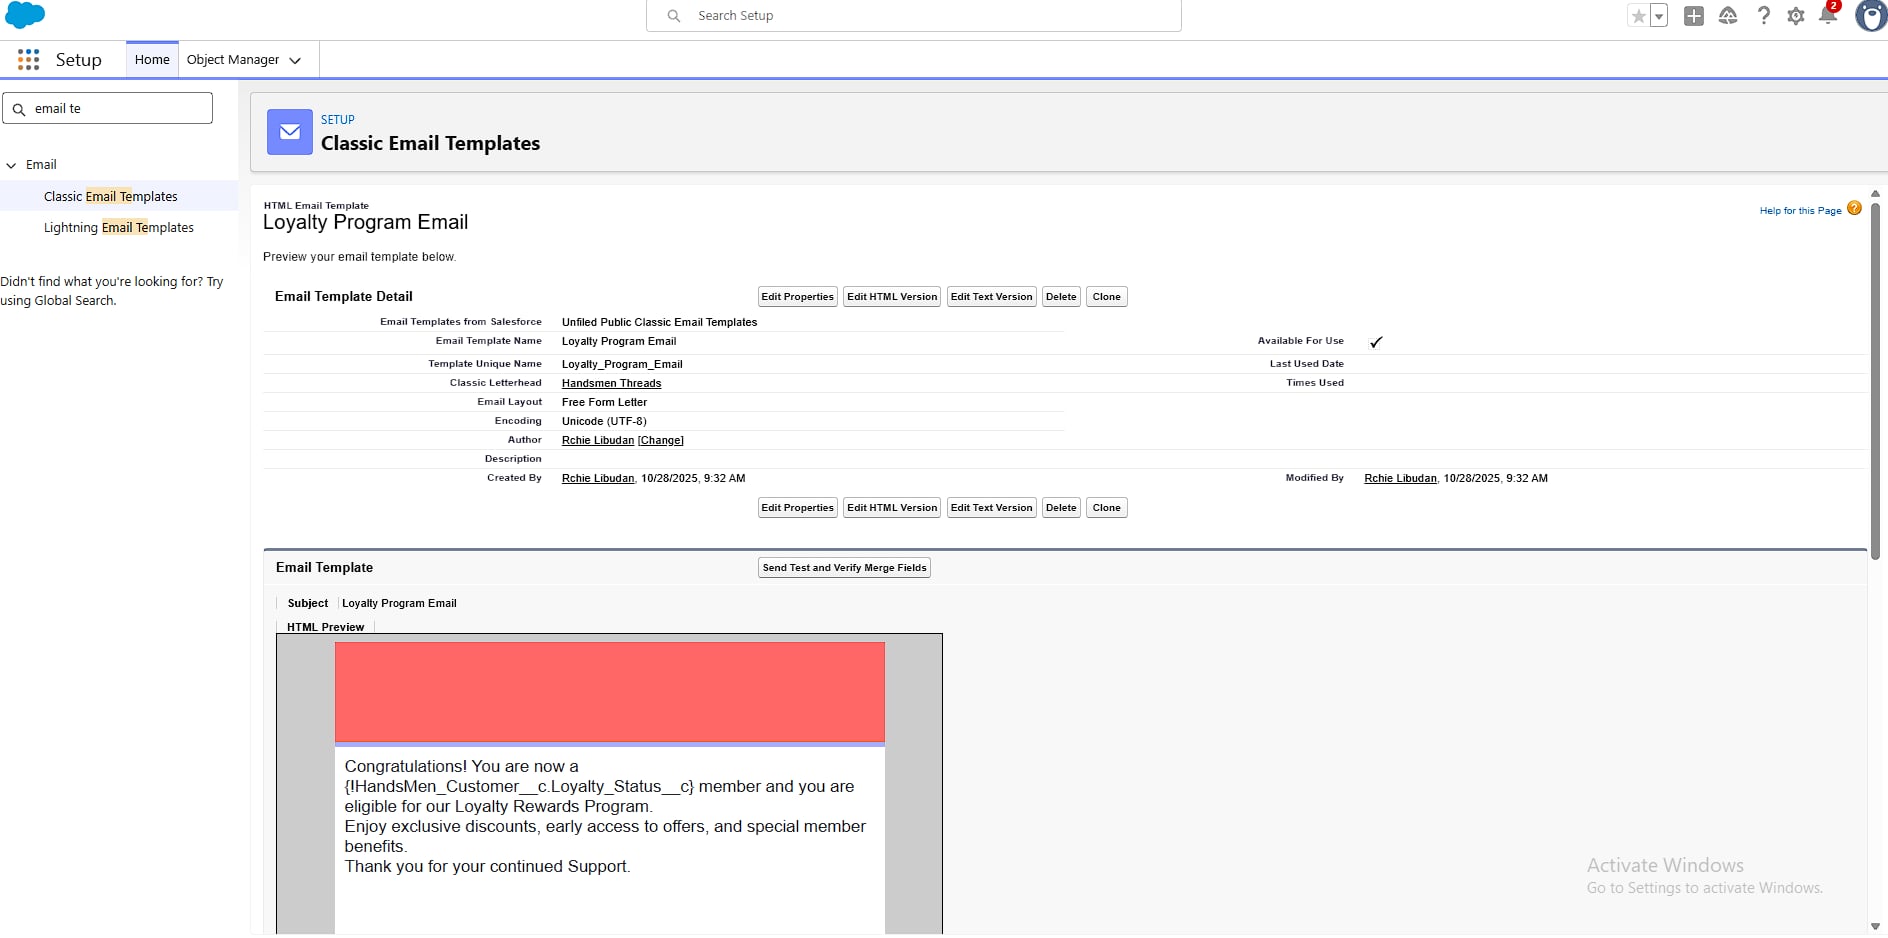 Search Setup
2
Setup
Home
Object Manager
email te
Email
Classic Email Templates
Lightning Email Templates
Didn't find what you're looking for? Try
using Global Search.
SETUP
Classic Email Templates
HTML Email Template
Loyalty Program Email
Help for this Page
?
Preview your email template below.
Email Template Detail
Edit Properties Edit HTML Version Edit Text Version Delete Clone
Email Templates from Salesforce Unfiled Public Classic Email Templates
Email Template Name Loyalty Program Email Available For Use
Template Unique Name Loyalty_Program_Email Last Used Date
Classic Letterhead Handsmen Threads Times Used
Email Layout Free Form Letter
Encoding Unicode (UTF-8)
Author Rchie Libudan [Change]
Description
Created By Rchie Libudan, 10/28/2025, 9:32 AM Modified By Rchie Libudan, 10/28/2025, 9:32 AM
Edit Properties Edit HTML Version Edit Text Version Delete Clone
Email Template Send Test and Verify Merge Fields
Subject Loyalty Program Email
HTML Preview
Congratulations! You are now a
{!HandsMen_Customer__c.Loyalty_Status__c} member and you are
eligible for our Loyalty Rewards Program.
Enjoy exclusive discounts, early access to offers, and special member
benefits.
Thank you for your continued Support.
Activate Windows
Go to Settings to activate Windows.